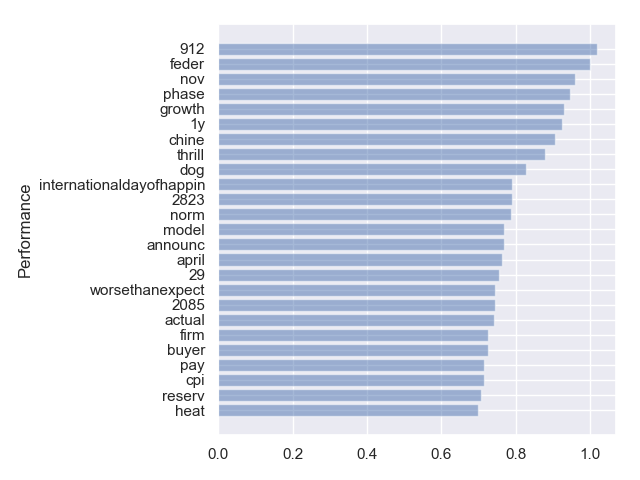 912
feder
nov
phase
growth
1y
chine
thrill
dog
internationaldayofhappin
2823
norm
model
announc
april
29
worsethanexpect
2085
actual
firm
buyer
pay
cpi
reserv
heat
Performance
0.0 0.2 0.4 0.6 0.8 1.0